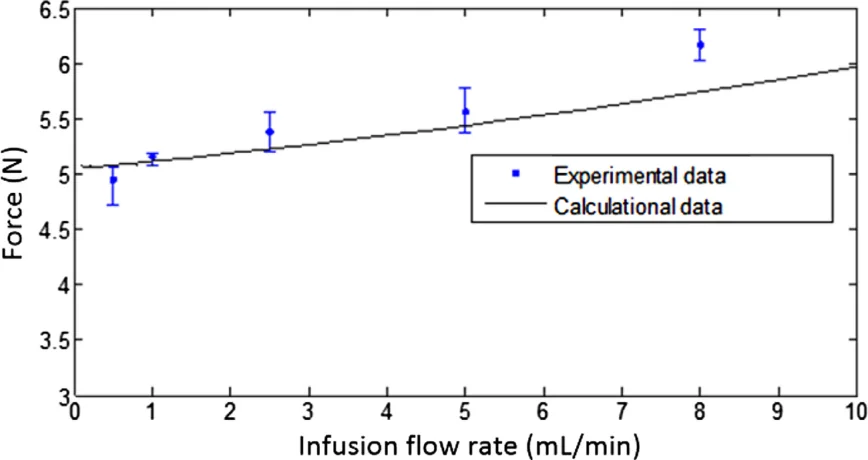 6.5
6
5.5
5
4.5
4
3.5
3
Force (N)
Experimental data
Calculational data
0 1 2 3 4 5 6 7 8 9 10
Infusion flow rate (mL/min)